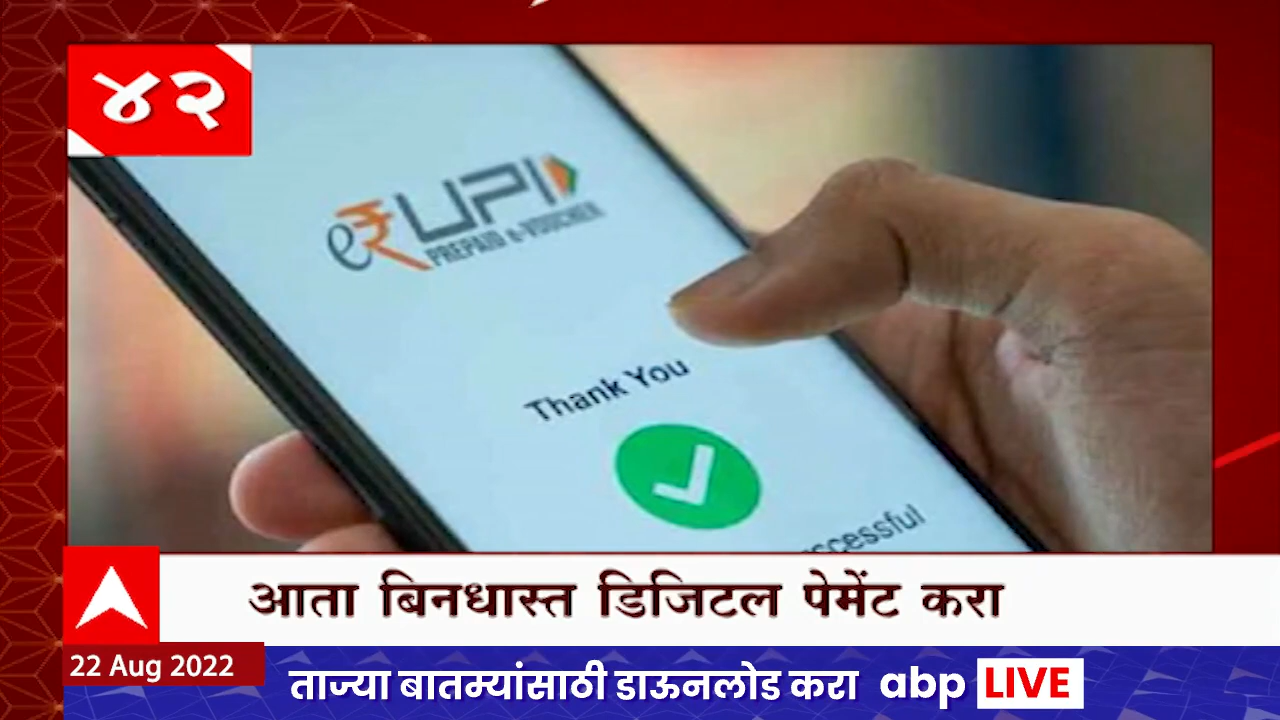 ४२
e₹UPI
PREPAID e-VOUCHER
Thank You
आता बिनधास्त डिजिटल पेमेंट करा
22 Aug 2022
ताज्या बातम्यांसाठी डाऊनलोड करा abp LIVE